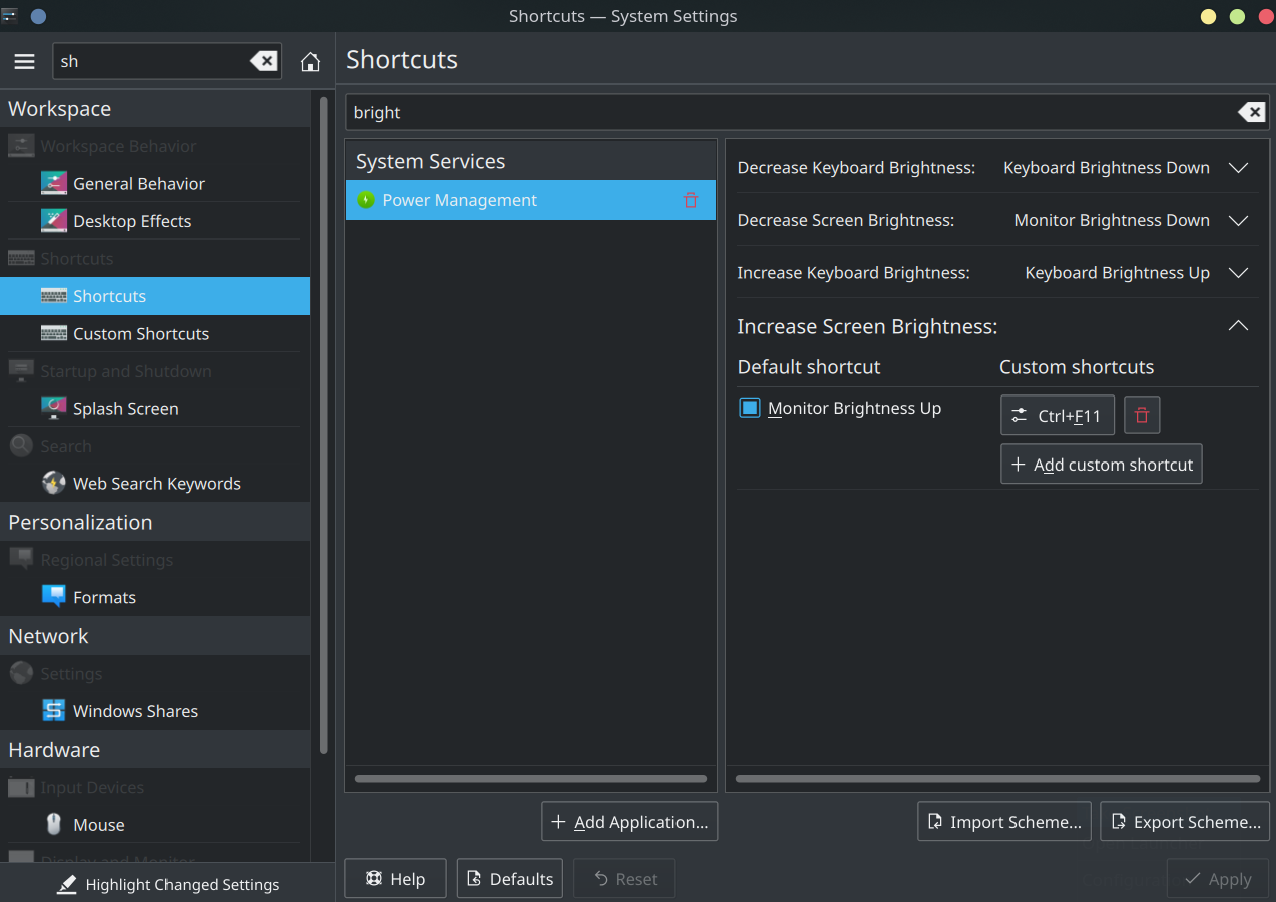 Shortcuts — System Settings
sh
Workspace
Workspace Behavior
General Behavior
Desktop Effects
Shortcuts
Shortcuts
Custom Shortcuts
Startup and Shutdown
Splash Screen
Search
Web Search Keywords
Personalization
Regional Settings
Formats
Network
Settings
Windows Shares
Hardware
Input Devices
Mouse
Display and Monitor
Highlight Changed Settings
Shortcuts
bright
System Services
Power Management
Decrease Keyboard Brightness: Keyboard Brightness Down
Decrease Screen Brightness: Monitor Brightness Down
Increase Keyboard Brightness: Keyboard Brightness Up
Increase Screen Brightness:
Default shortcut Custom shortcuts
Monitor Brightness Up Ctrl+F11
Add custom shortcut
Add Application... Import Scheme... Export Scheme...
Help Defaults Reset Apply